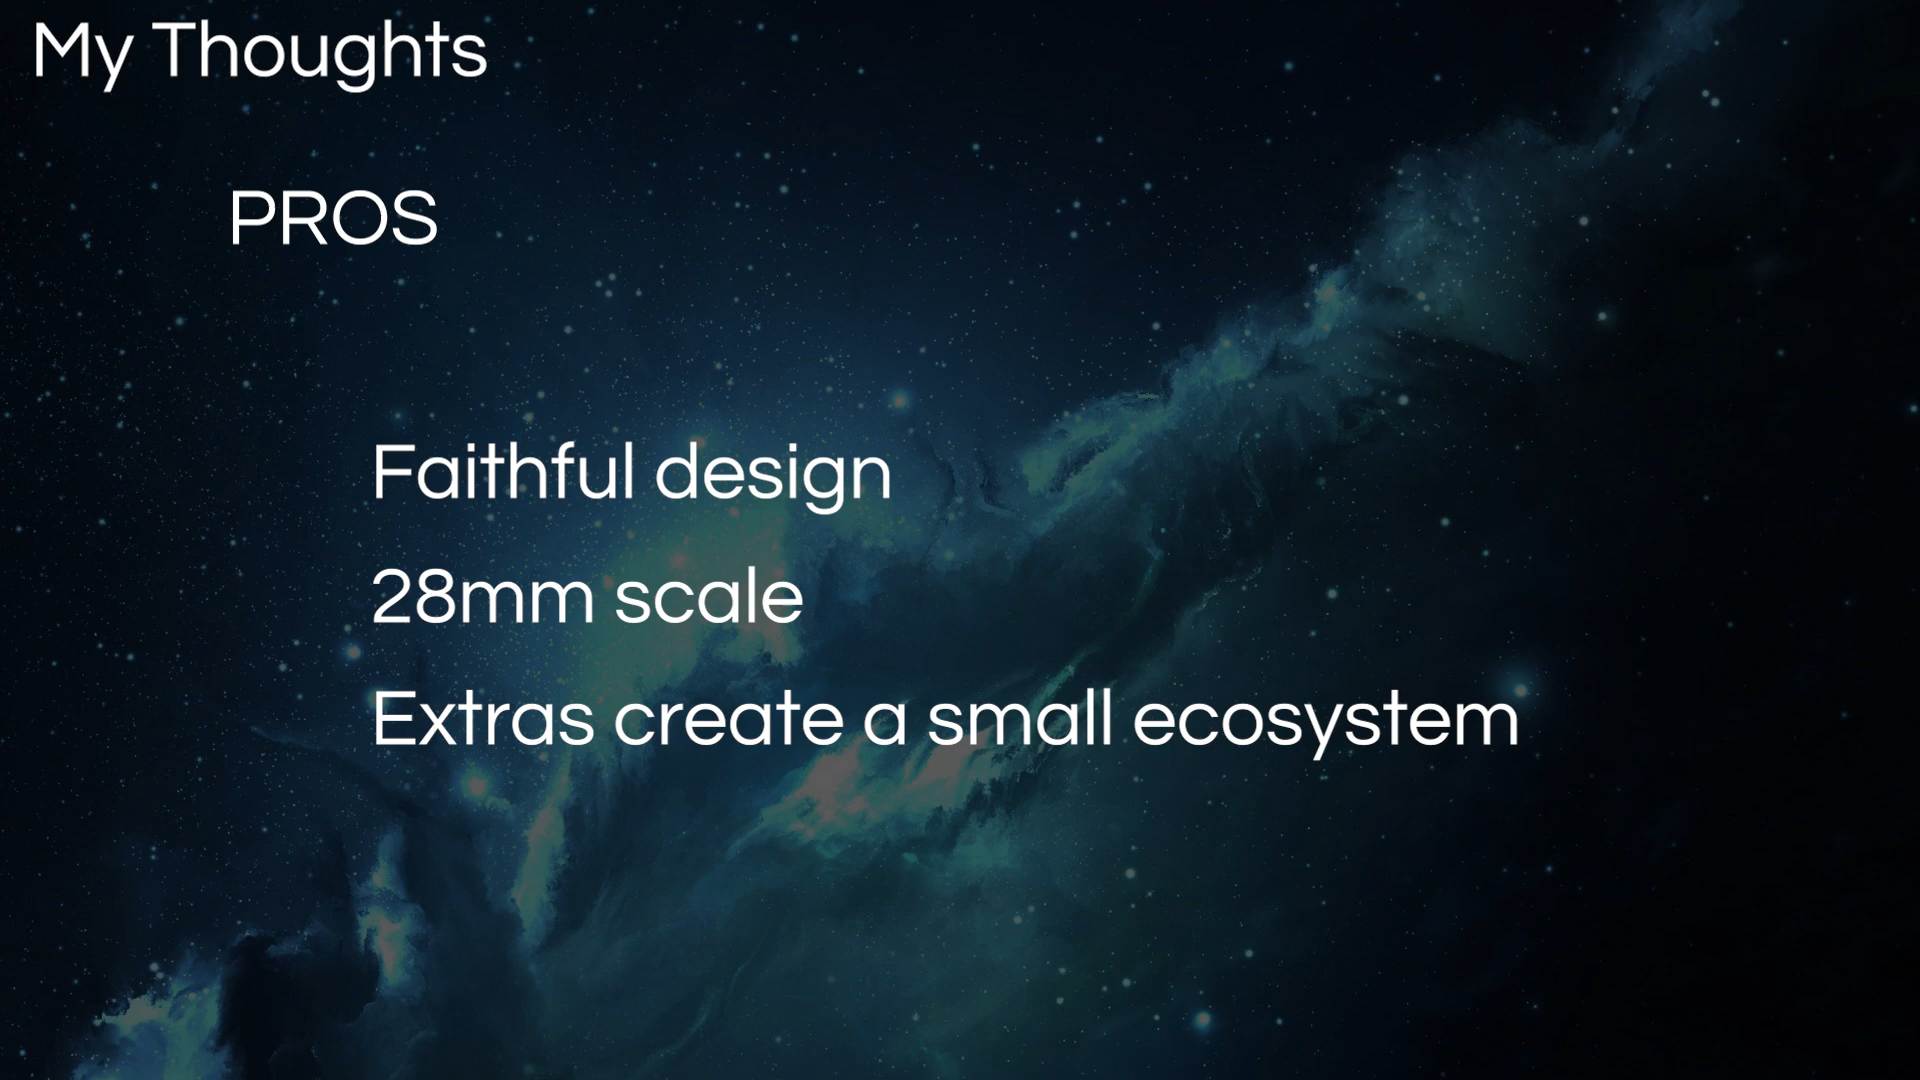 My Thoughts
PROS
Faithful design
28mm scale
Extras create a small ecosystem